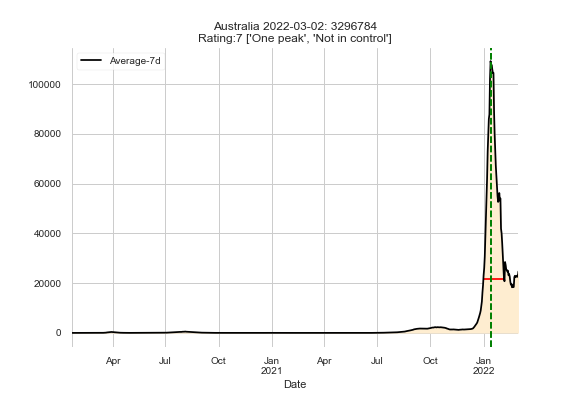 Australia 2022-03-02: 3296784
Rating:7 ['One peak', 'Not in control']
Average-7d
100000
80000
60000
40000
20000
0
Apr Jul Oct Jan Apr Jul Oct Jan
2021 2022
Date